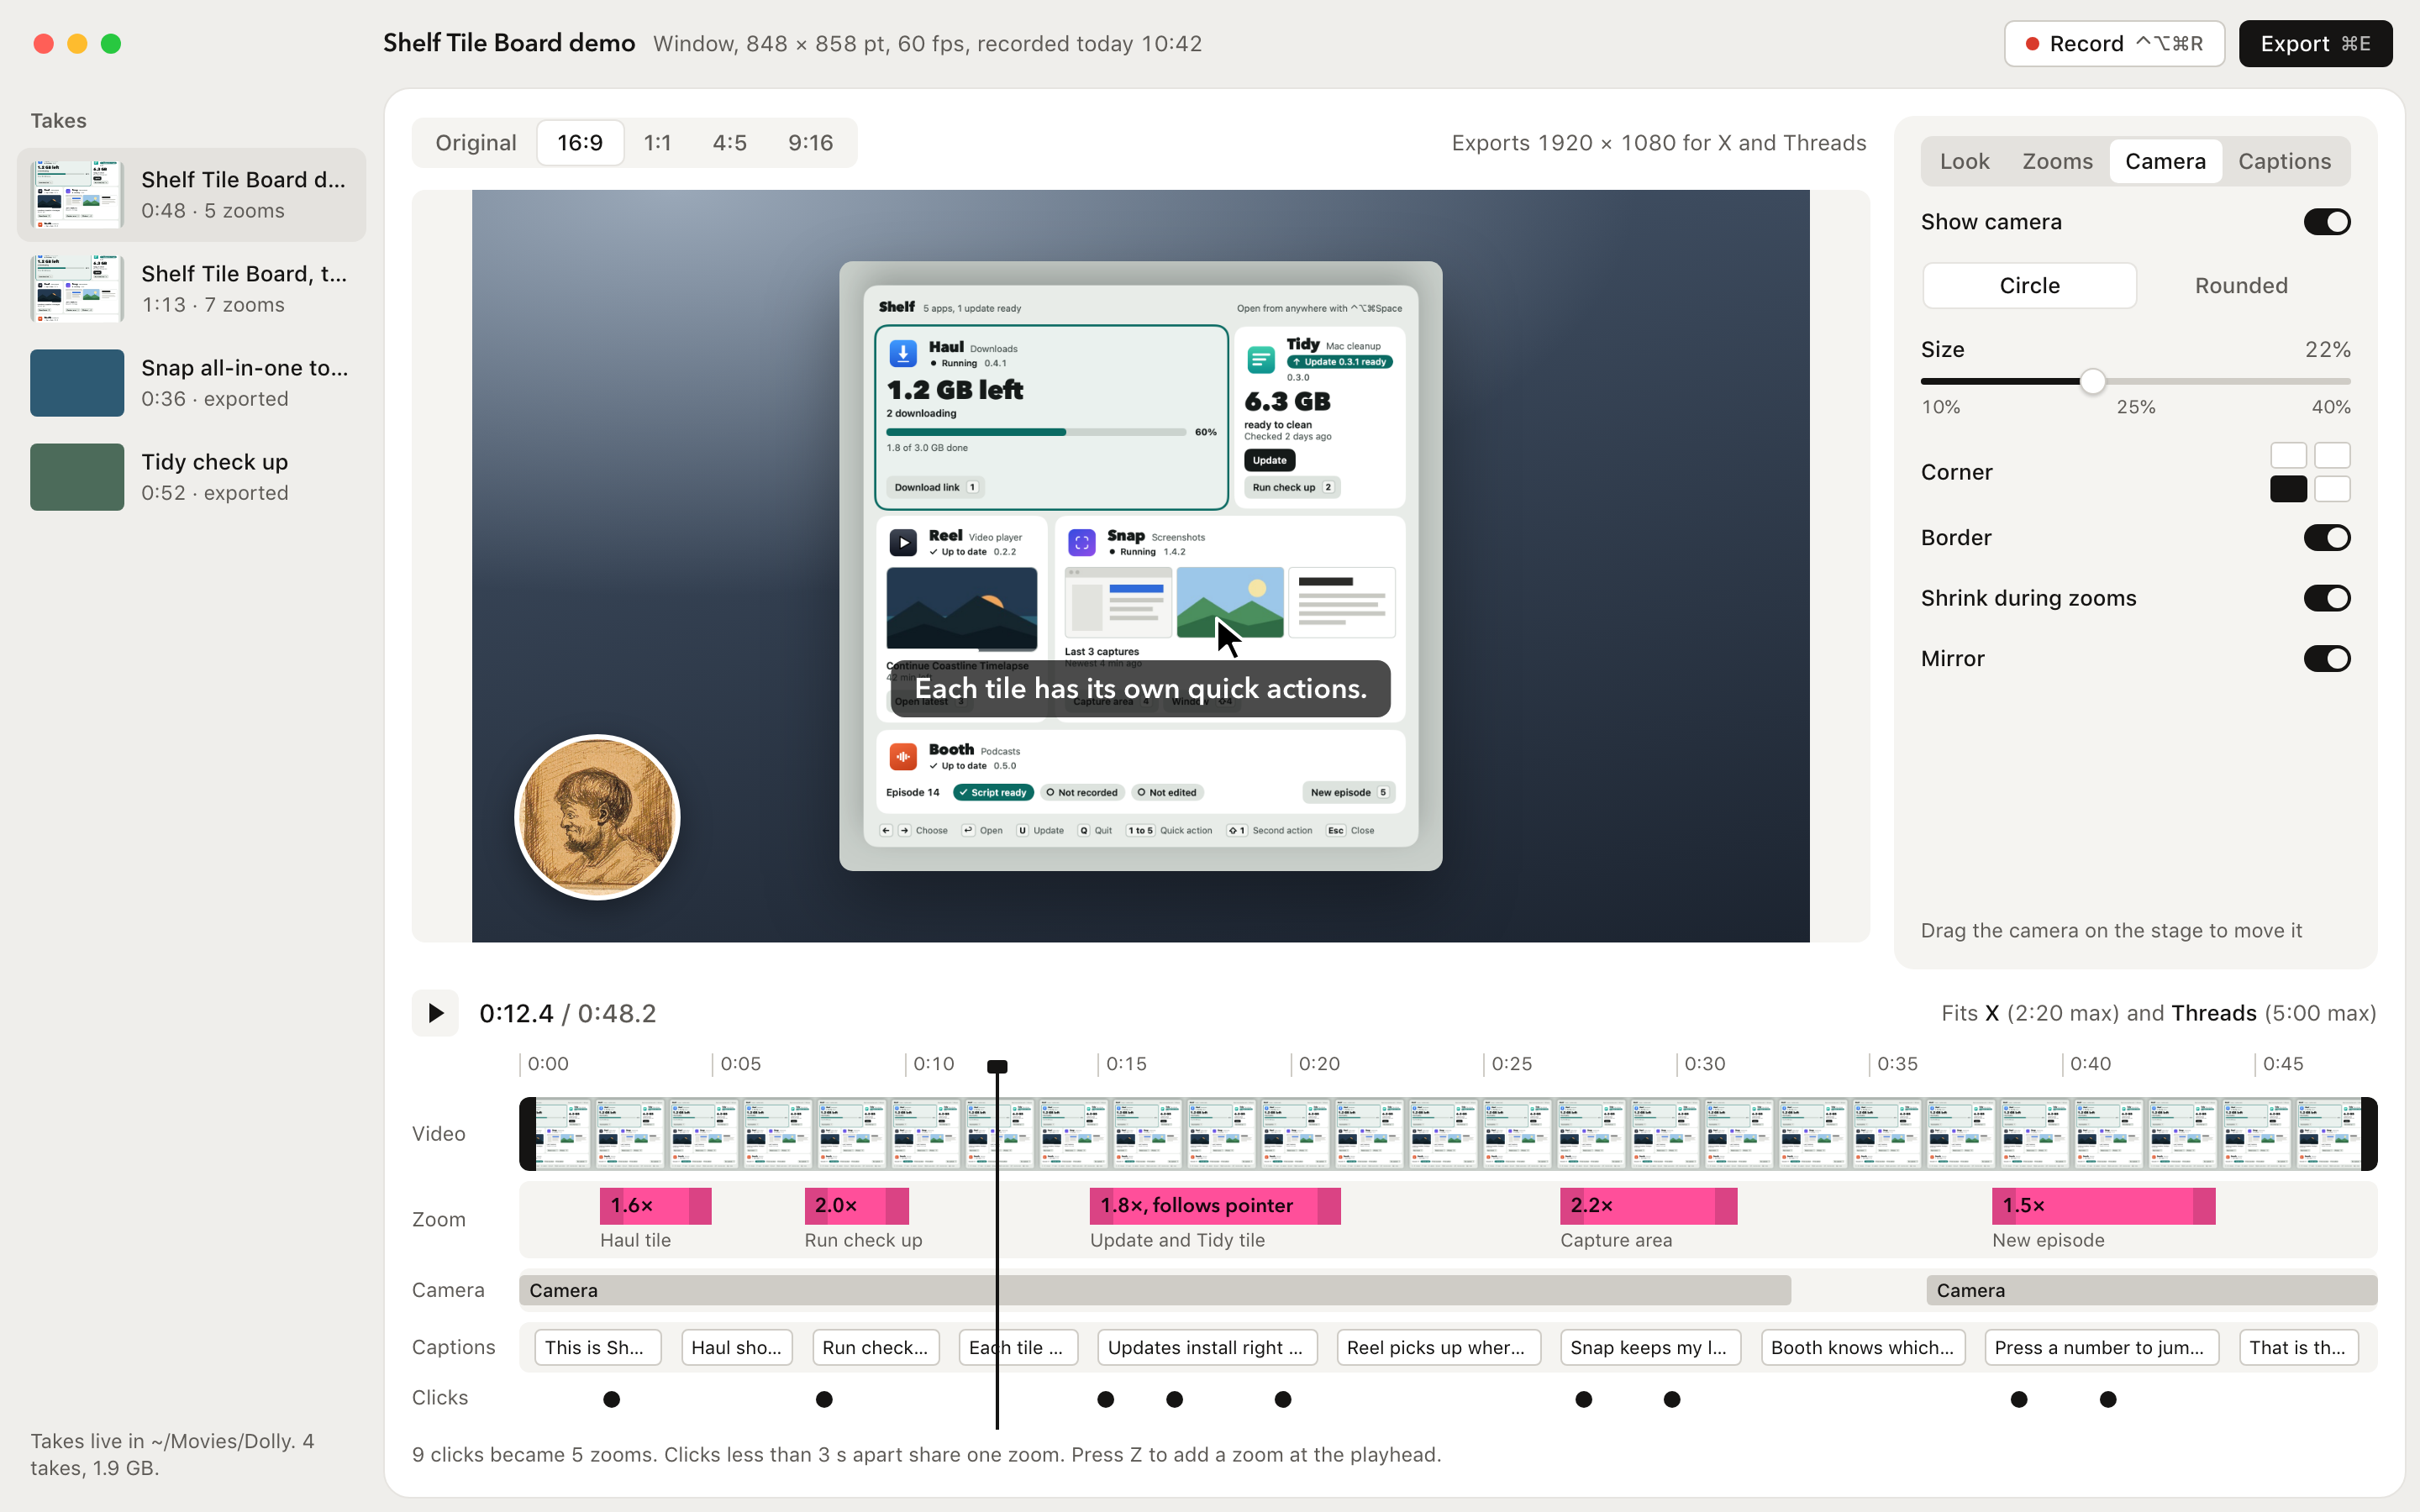 Shelf Tile Board demo Window, 848 × 858 pt, 60 fps, recorded today 10:42
Record ^⌥⌘R Export ⌘E
Takes
Shelf Tile Board d...
0:48 · 5 zooms
Shelf Tile Board, t...
1:13 · 7 zooms
Snap all-in-one to...
0:36 · exported
Tidy check up
0:52 · exported
Takes live in ~/Movies/Dolly. 4
takes, 1.9 GB.
Original 16:9 1:1 4:5 9:16
Exports 1920 × 1080 for X and Threads
Shelf 5 apps, 1 update ready Open from anywhere with ^⌥⌘Space
Haul Downloads
Running 0.4.1
1.2 GB left
2 downloading
60%
1.8 of 3.0 GB done
Download link 1
Tidy Mac cleanup
↑ Update 0.3.1 ready
0.3.0
6.3 GB
ready to clean
Checked 2 days ago
Update
Run check up 2
Reel Video player
✓ Up to date 0.2.2
Continue Coastline Timelapse
Open latest 3
Snap Screenshots
Running 1.4.2
Last 3 captures
Newest 4 min ago
Capture area 4 Window ⇧4
Each tile has its own quick actions.
Booth Podcasts
✓ Up to date 0.5.0
Episode 14 ✓ Script ready Not recorded Not edited New episode 5
← → Choose ↩ Open U Update Q Quit 1 to 5 Quick action ⇧ 1 Second action Esc Close
Look Zooms Camera Captions
Show camera
Circle Rounded
Size 22%
10% 25% 40%
Corner
Border
Shrink during zooms
Mirror
Drag the camera on the stage to move it
0:12.4 / 0:48.2
Fits X (2:20 max) and Threads (5:00 max)
0:00 0:05 0:10 0:15 0:20 0:25 0:30 0:35 0:40 0:45
Video
Zoom
1.6× 2.0× 1.8×, follows pointer 2.2× 1.5×
Haul tile Run check up Update and Tidy tile Capture area New episode
Camera Camera Camera
Captions This is Sh... Haul sho... Run check... Each tile ... Updates install right ... Reel picks up wher... Snap keeps my l... Booth knows which... Press a number to jum... That is th...
Clicks
9 clicks became 5 zooms. Clicks less than 3 s apart share one zoom. Press Z to add a zoom at the playhead.